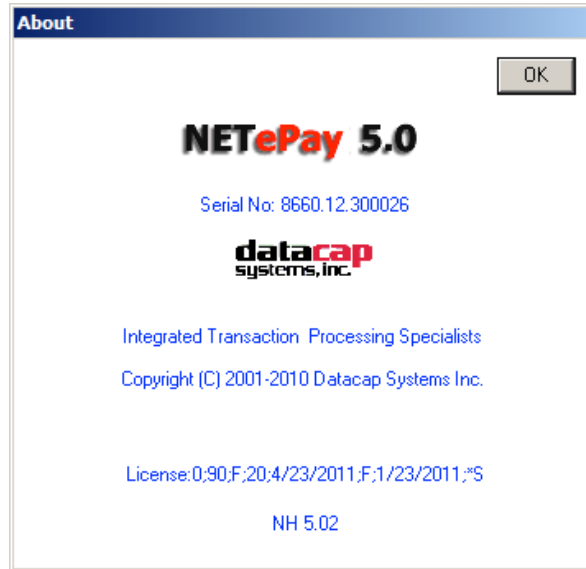 About
OK
NETePay 5.0
Serial No: 8660.12.300026
datacap
systems, inc.
Integrated Transaction  Processing Specialists
Copyright (C) 2001-2010 Datacap Systems Inc.
License:0;90;F;20;4/23/2011;F;1/23/2011;*S
NH 5.02